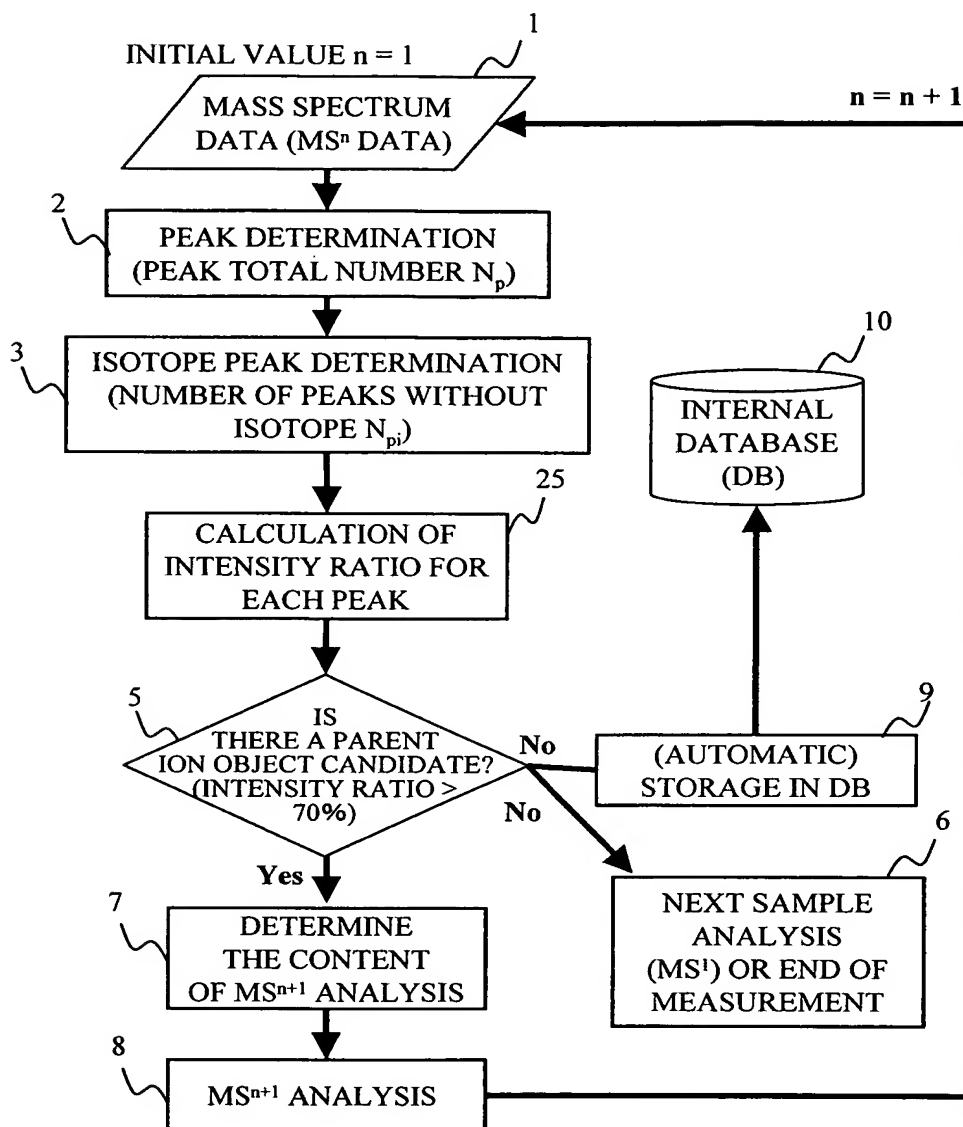 1
INITIAL VALUE n = 1
n = n + 1
MASS SPECTRUM
DATA (MSⁿ DATA)
2
PEAK DETERMINATION
(PEAK TOTAL NUMBER Nₚ)
3
ISOTOPE PEAK DETERMINATION
(NUMBER OF PEAKS WITHOUT
ISOTOPE Nₚᵢ)
10
INTERNAL
DATABASE
(DB)
25
CALCULATION OF
INTENSITY RATIO FOR
EACH PEAK
5
IS
THERE A PARENT
ION OBJECT CANDIDATE?
(INTENSITY RATIO >
70%)
No
No
9
(AUTOMATIC)
STORAGE IN DB
Yes
6
NEXT SAMPLE
ANALYSIS
(MS¹) OR END OF
MEASUREMENT
7
DETERMINE
THE CONTENT
OF MSⁿ⁺¹ ANALYSIS
8
MSⁿ⁺¹ ANALYSIS